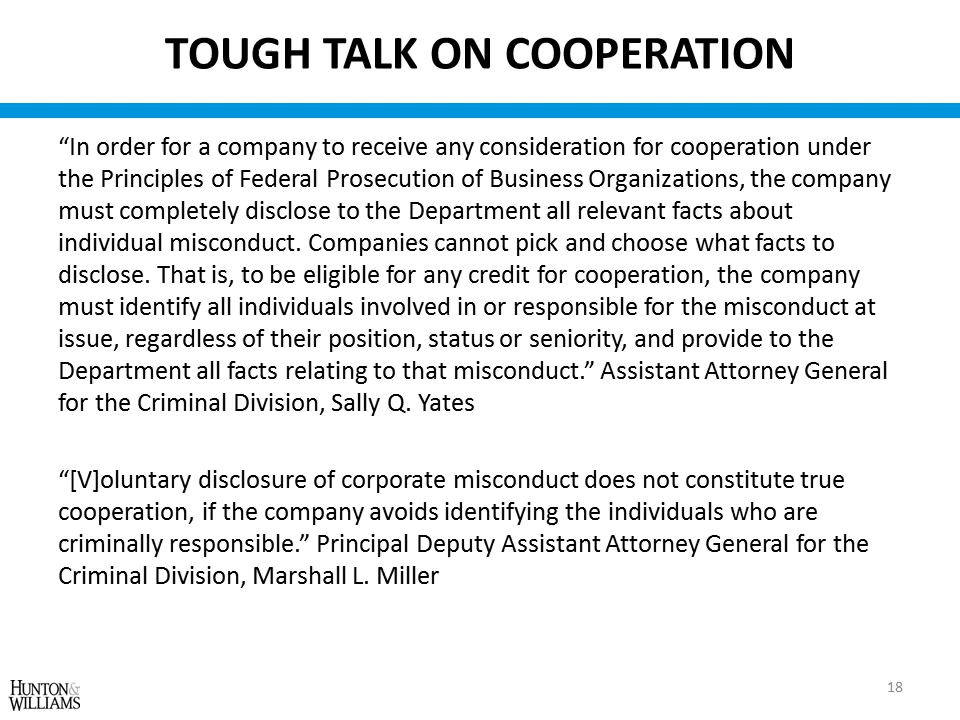 TOUGH TALK ON COOPERATION
“In order for a company to receive any consideration for cooperation under
the Principles of Federal Prosecution of Business Organizations, the company
must completely disclose to the Department all relevant facts about
individual misconduct. Companies cannot pick and choose what facts to
disclose. That is, to be eligible for any credit for cooperation, the company
must identify all individuals involved in or responsible for the misconduct at
issue, regardless of their position, status or seniority, and provide to the
Department all facts relating to that misconduct.” Assistant Attorney General
for the Criminal Division, Sally Q. Yates
“[V]oluntary disclosure of corporate misconduct does not constitute true
cooperation, if the company avoids identifying the individuals who are
criminally responsible.” Principal Deputy Assistant Attorney General for the
Criminal Division, Marshall L. Miller
HUNTON&
WILLIAMS
18